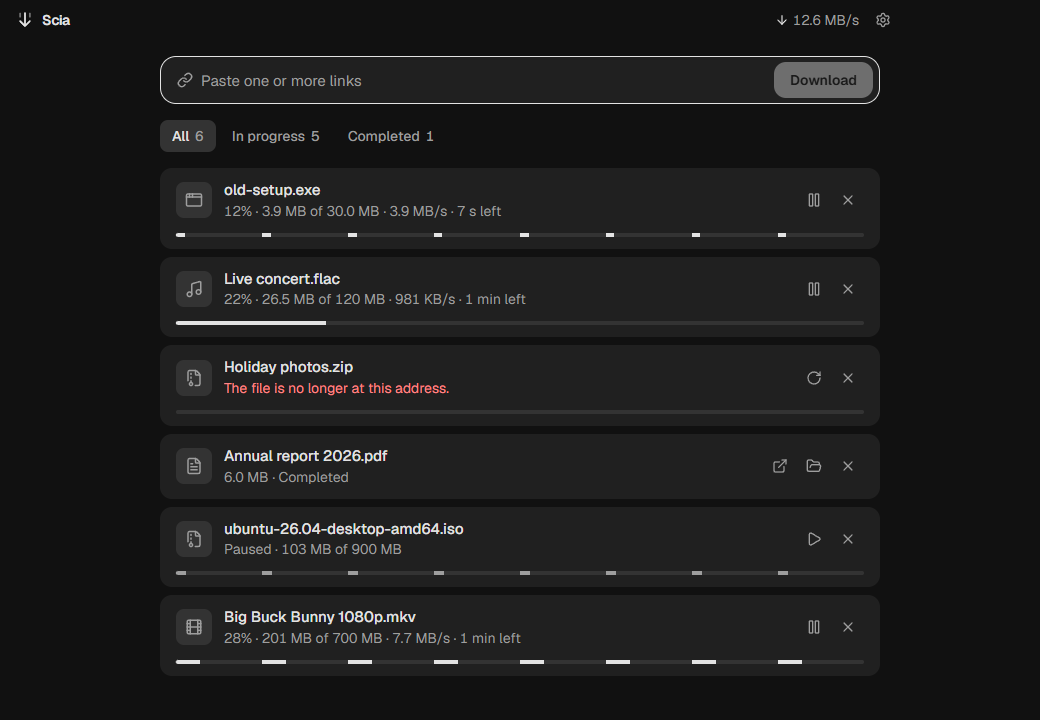 Scia
12.6 MB/s
Paste one or more links
Download
All 6
In progress 5
Completed 1
old-setup.exe
12% · 3.9 MB of 30.0 MB · 3.9 MB/s · 7 s left
Live concert.flac
22% · 26.5 MB of 120 MB · 981 KB/s · 1 min left
Holiday photos.zip
The file is no longer at this address.
Annual report 2026.pdf
6.0 MB · Completed
ubuntu-26.04-desktop-amd64.iso
Paused · 103 MB of 900 MB
Big Buck Bunny 1080p.mkv
28% · 201 MB of 700 MB · 7.7 MB/s · 1 min left